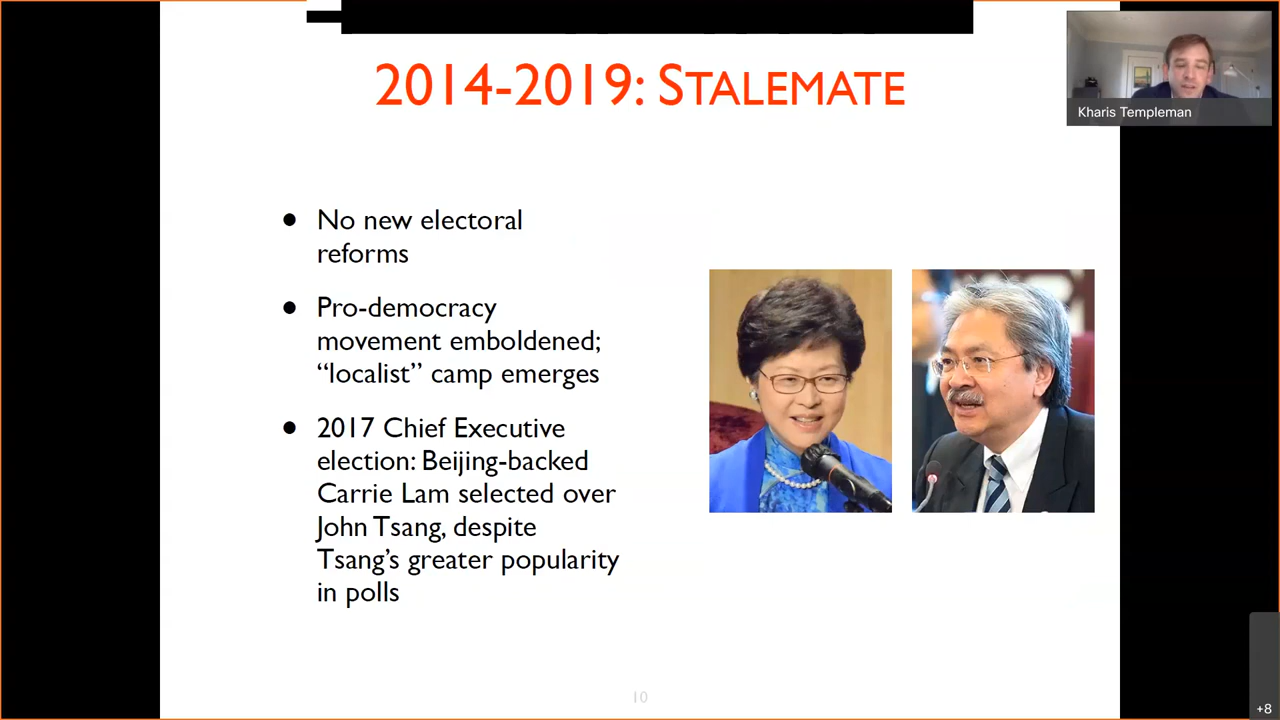 2014-2019: STALEMATE
Kharis Templeman
● No new electoral
reforms
● Pro-democracy
movement emboldened;
“localist” camp emerges
● 2017 Chief Executive
election: Beijing-backed
Carrie Lam selected over
John Tsang, despite
Tsang’s greater popularity
in polls
10
+8